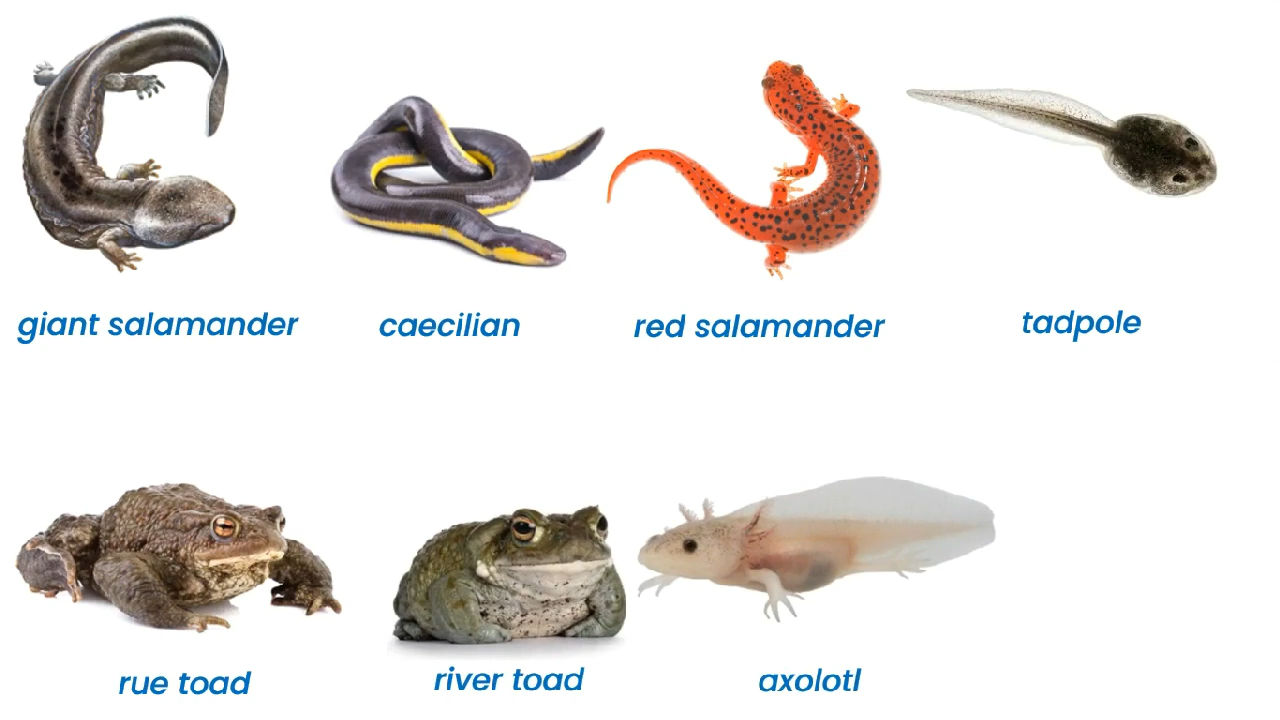 giant salamander
caecilian
red salamander
tadpole
rue toad
river toad
axolotl